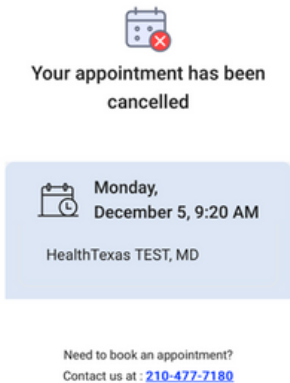 Your appointment has been
cancelled
Monday,
December 5, 9:20 AM
HealthTexas TEST, MD
Need to book an appointment?
Contact us at : 210-477-7180